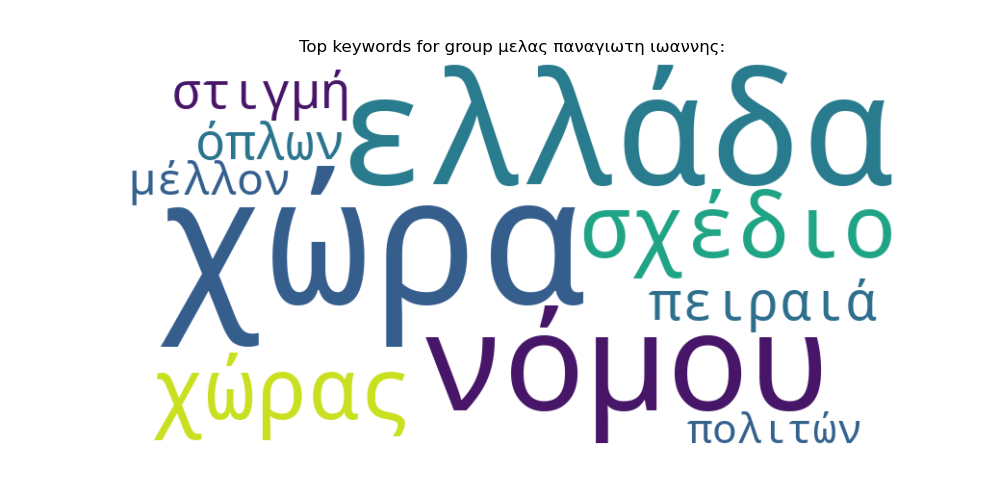 Top keywords for group μελας παναγιωτη ιωαννης:
στιγμή
ελλάδα
όπλων
μέλλον
χώρα
σχέδιο
πειραιά
νόμου
χώρας
πολιτών